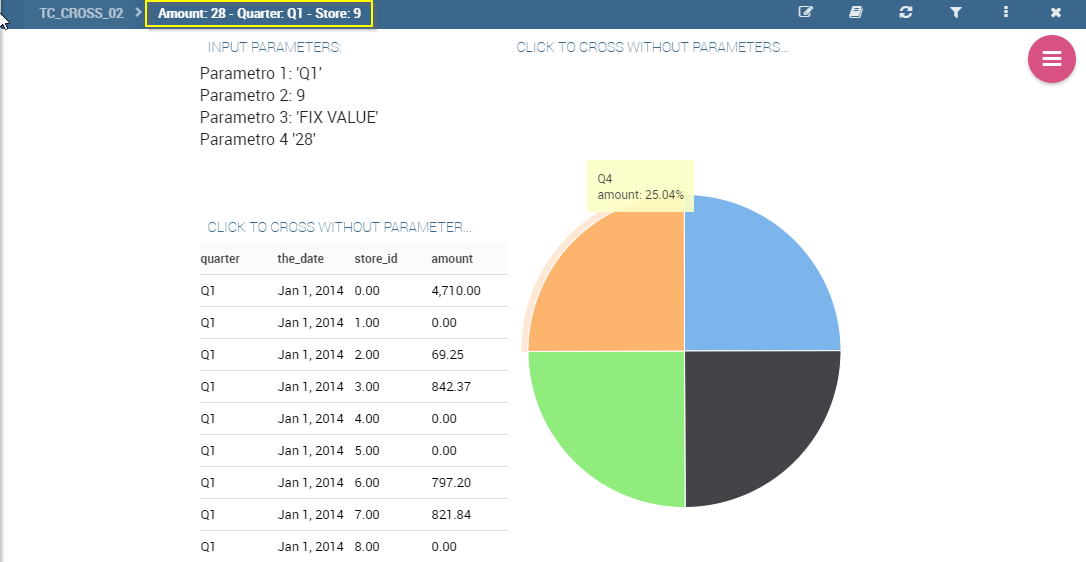 TC_CROSS_02 Amount: 28 - Quarter: Q1 - Store: 9
INPUT PARAMETERS:
Parametro 1: 'Q1'
Parametro 2: 9
Parametro 3: 'FIX VALUE'
Parametro 4 '28'
CLICK TO CROSS WITHOUT PARAMETERS...
Q4
amount: 25.04%
CLICK TO CROSS WITHOUT PARAMETER...
quarter the_date store_id amount
Q1 Jan 1, 2014 0.00 4,710.00
Q1 Jan 1, 2014 1.00 0.00
Q1 Jan 1, 2014 2.00 69.25
Q1 Jan 1, 2014 3.00 842.37
Q1 Jan 1, 2014 4.00 0.00
Q1 Jan 1, 2014 5.00 0.00
Q1 Jan 1, 2014 6.00 797.20
Q1 Jan 1, 2014 7.00 821.84
Q1 Jan 1, 2014 8.00 0.00